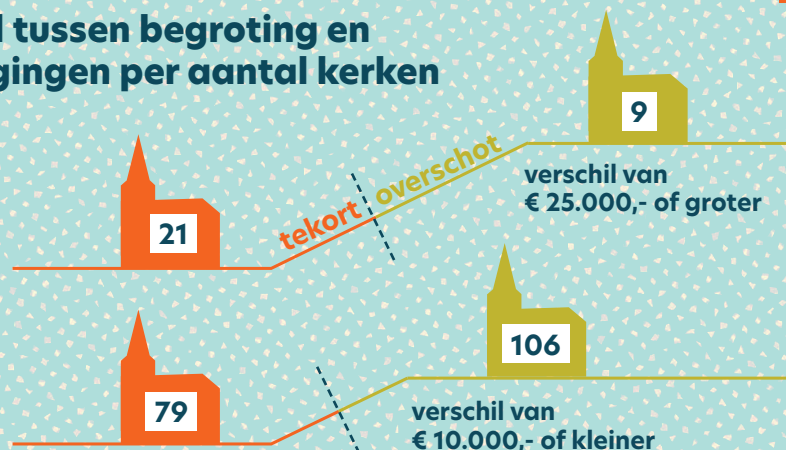 tussen begroting en
per aantal kerken
9
overschot
verschil van
€ 25.000,- of groter
tekort
21
106
79
verschil van
€ 10.000,- of kleiner